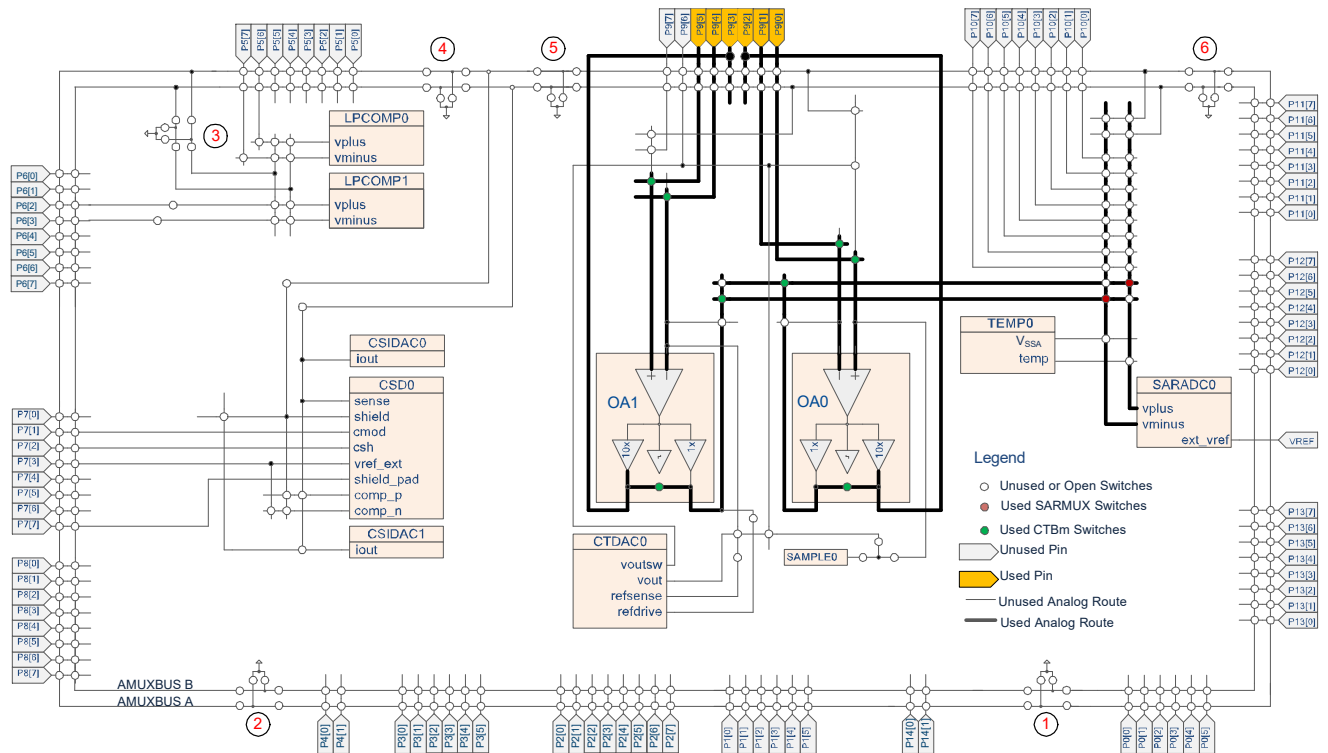 P5[7]
P5[6]
P5[5]
P5[4]
P5[3]
P5[2]
P5[1]
P5[0]
P9[7]
P9[6]
P9[5]
P9[4]
P9[3]
P9[2]
P9[1]
P9[0]
P10[7]
P10[6]
P10[5]
P10[4]
P10[3]
P10[2]
P10[1]
P10[0]
4
5
6
3
LPCOMP0
vplus
vminus
LPCOMP1
vplus
vminus
P6[0]
P6[1]
P6[2]
P6[3]
P6[4]
P6[5]
P6[6]
P6[7]
P11[7]
P11[6]
P11[5]
P11[4]
P11[3]
P11[2]
P11[1]
P11[0]
P12[7]
P12[6]
P12[5]
P12[4]
P12[3]
P12[2]
P12[1]
P12[0]
TEMP0
VSSA
temp
CSIDAC0
iout
CSD0
sense
shield
cmod
csh
vref_ext
shield_pad
comp_p
comp_n
CSIDAC1
iout
P7[0]
P7[1]
P7[2]
P7[3]
P7[4]
P7[5]
P7[6]
P7[7]
OA1
+
10x
1x
OA0
+
1x
10x
SARADC0
vplus
vminus
ext_vref
VREF
Legend
Unused or Open Switches
Used SARMUX Switches
Used CTBm Switches
Unused Pin
Used Pin
Unused Analog Route
Used Analog Route
CTDAC0
voutsw
vout
refsense
refdrive
SAMPLE0
P13[7]
P13[6]
P13[5]
P13[4]
P13[3]
P13[2]
P13[1]
P13[0]
P8[0]
P8[1]
P8[2]
P8[3]
P8[4]
P8[5]
P8[6]
P8[7]
AMUXBUS B
AMUXBUS A
2
1
P4[0]
P4[1]
P3[0]
P3[1]
P3[2]
P3[3]
P3[4]
P3[5]
P2[0]
P2[1]
P2[2]
P2[3]
P2[4]
P2[5]
P2[6]
P2[7]
P1[0]
P1[1]
P1[2]
P1[3]
P1[4]
P1[5]
P14[0]
P14[1]
P0[0]
P0[1]
P0[2]
P0[3]
P0[4]
P0[5]